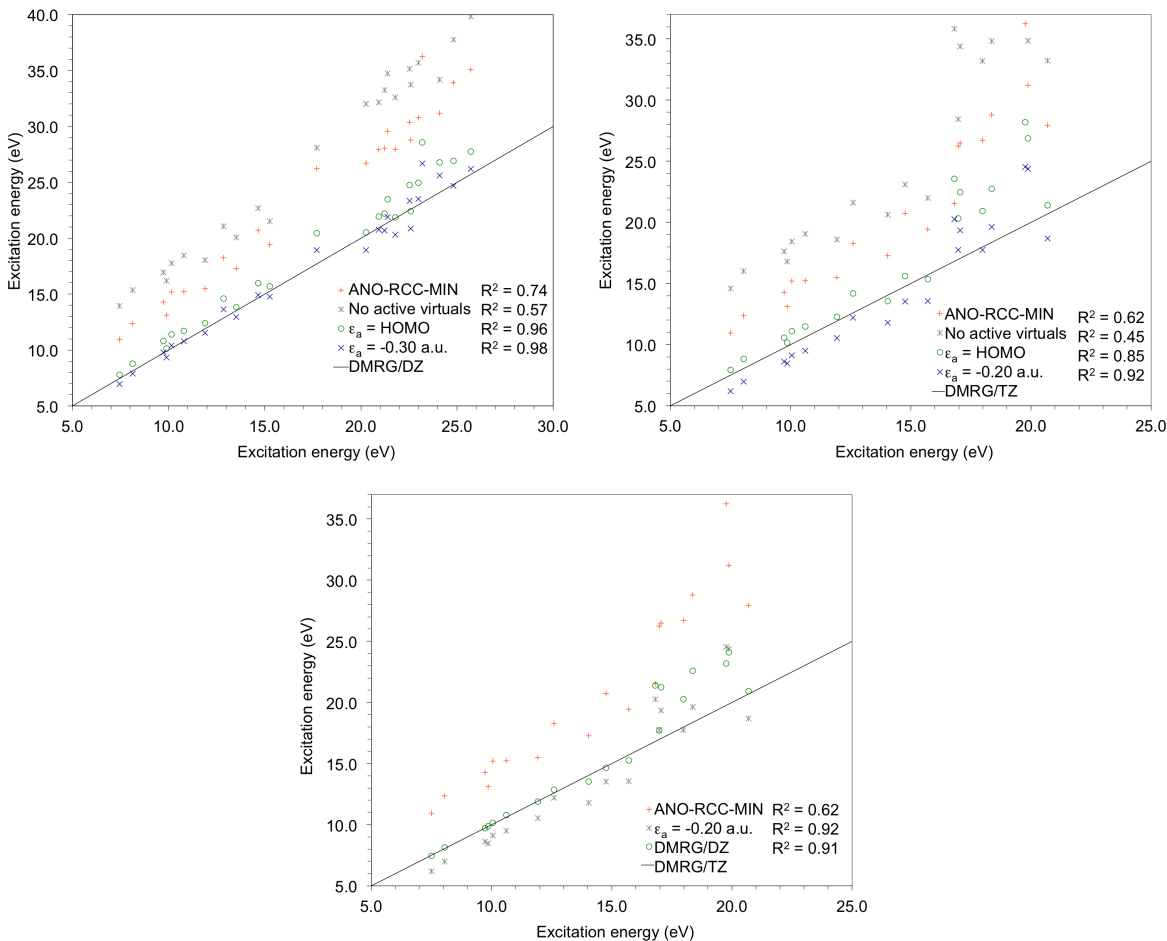 40.0
35.0
30.0
25.0
20.0
15.0
10.0
5.0
Excitation energy (eV)
ANO-RCC-MIN R² = 0.74
No active virtuals R² = 0.57
εₐ = HOMO R² = 0.96
εₐ = -0.30 a.u. R² = 0.98
DMRG/DZ
5.0 10.0 15.0 20.0 25.0 30.0
Excitation energy (eV)
35.0
30.0
25.0
20.0
15.0
10.0
5.0
Excitation energy (eV)
ANO-RCC-MIN R² = 0.62
No active virtuals R² = 0.45
εₐ = HOMO R² = 0.85
εₐ = -0.20 a.u. R² = 0.92
DMRG/TZ
5.0 10.0 15.0 20.0 25.0
Excitation energy (eV)
35.0
30.0
25.0
20.0
15.0
10.0
5.0
Excitation energy (eV)
ANO-RCC-MIN R² = 0.62
εₐ = -0.20 a.u. R² = 0.92
DMRG/DZ R² = 0.91
DMRG/TZ
5.0 10.0 15.0 20.0 25.0
Excitation energy (eV)